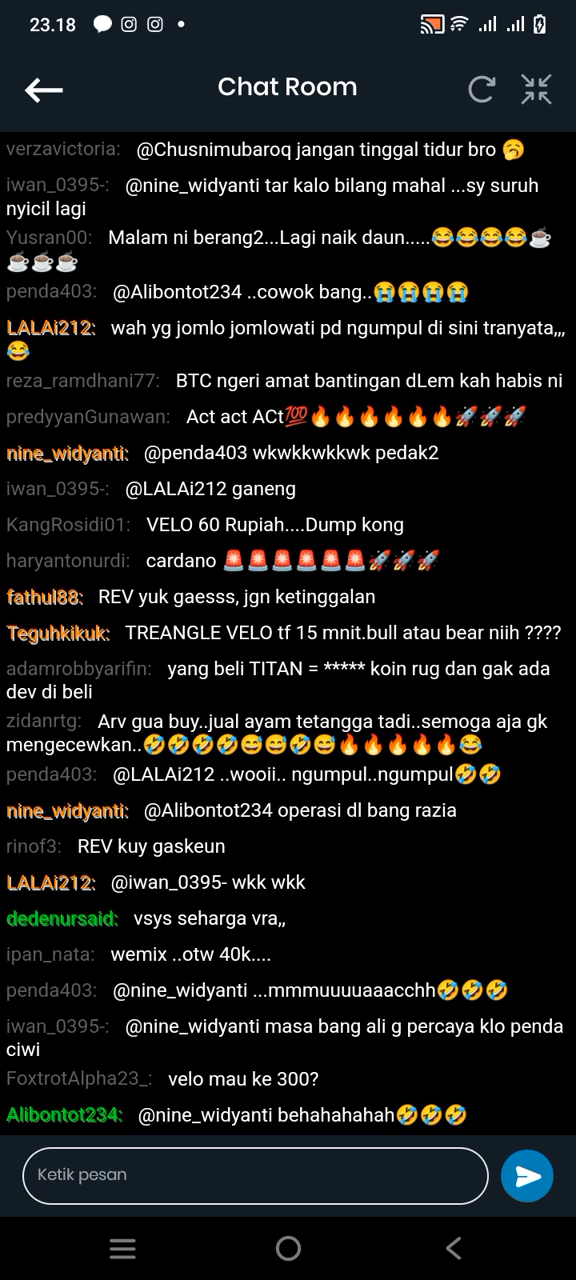 23.18
Chat Room
verzavictoria: @Chusnimubaroq jangan tinggal tidur bro 🥱
iwan_0395-: @nine_widyanti tar kalo bilang mahal ...sy suruh
nyicil lagi
Yusran00: Malam ni berang2...Lagi naik daun.....😂😂😂😂☕
☕☕☕
penda403: @Alibontot234 ..cowok bang..😭😭😭😭
LALAi212: wah yg jomlo jomlowati pd ngumpul di sini tranyata,,,
😂
reza_ramdhani77: BTC ngeri amat bantingan dLem kah habis ni
predyyanGunawan: Act act ACt💯🔥🔥🔥🔥🔥🔥🚀🚀🚀
nine_widyanti: @penda403 wkwkkwkkwk pedak2
iwan_0395-: @LALAi212 ganeng
KangRosidi01: VELO 60 Rupiah....Dump kong
haryantonurdi: cardano 🚨🚨🚨🚨🚨🚨🚀🚀🚀
fathul88: REV yuk gaesss, jgn ketinggalan
Teguhkikuk: TREANGLE VELO tf 15 mnit.bull atau bear niih ????
adamrobbyarifin: yang beli TITAN = ***** koin rug dan gak ada
dev di beli
zidanrtg: Arv gua buy..jual ayam tetangga tadi..semoga aja gk
mengecewkan..🤣🤣🤣🤣😅😅🤣😅🔥🔥🔥🔥🔥😂
penda403: @LALAi212 ..wooii.. ngumpul..ngumpul🤣🤣
nine_widyanti: @Alibontot234 operasi dl bang razia
rinof3: REV kuy gaskeun
LALAi212: @iwan_0395- wkk wkk
dedenursaid: vsys seharga vra,,
ipan_nata: wemix ..otw 40k....
penda403: @nine_widyanti ...mmmuuuuaaacchh🤣🤣🤣
iwan_0395-: @nine_widyanti masa bang ali g percaya klo penda
ciwi
FoxtrotAlpha23_: velo mau ke 300?
Alibontot234: @nine_widyanti behahahahah🤣🤣🤣
Ketik pesan